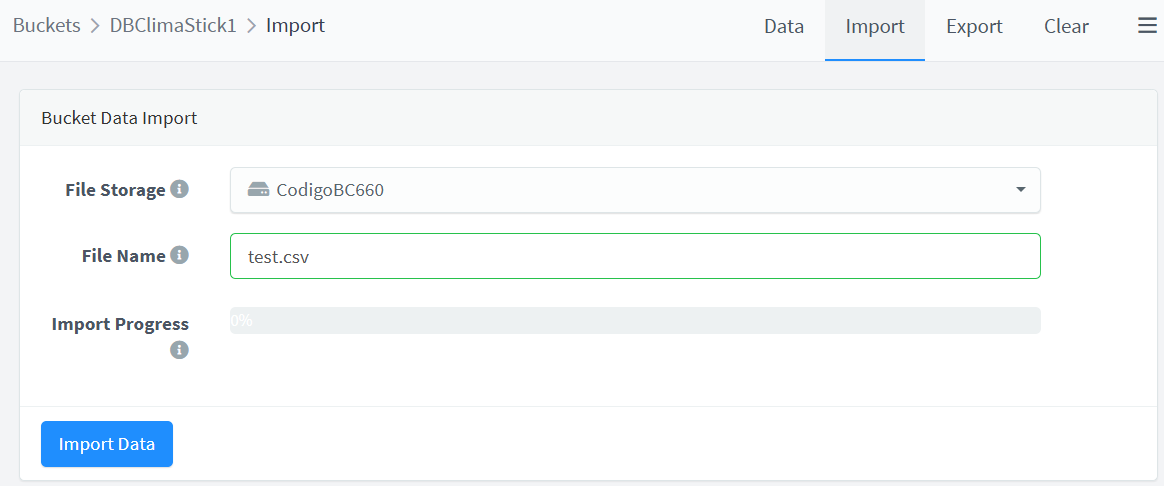 Buckets > DBClimaStick1 > Import
Data Import Export Clear
Bucket Data Import
File Storage CodigoBC660
File Name test.csv
Import Progress 0%
Import Data